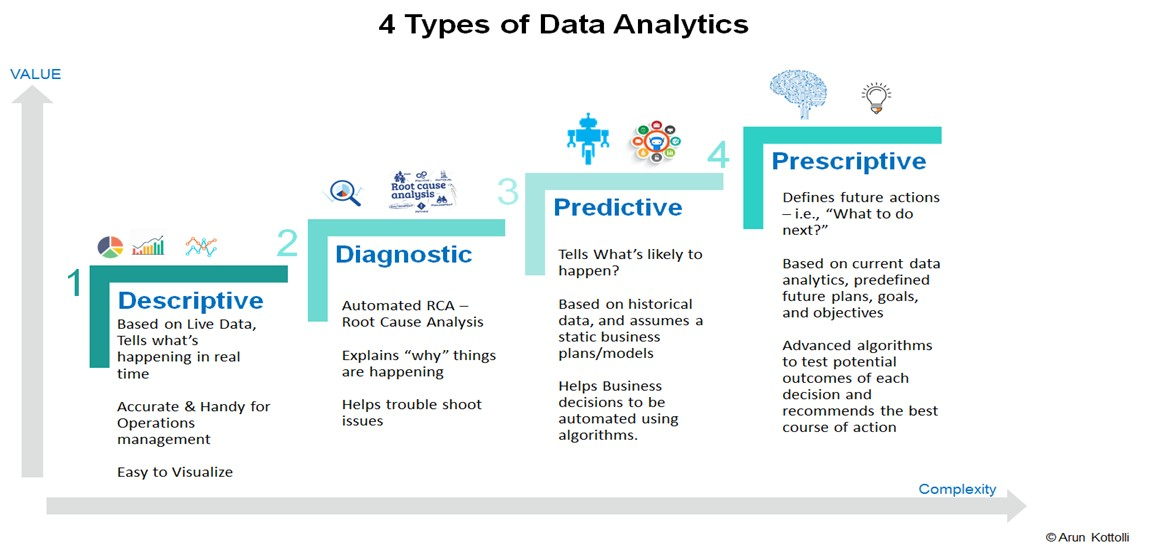 4 Types of Data Analytics
VALUE
1
Descriptive
Based on Live Data,
Tells what's
happening in real
time
Accurate & Handy for
Operations
management
Easy to Visualize
2
Root cause
analysis
Diagnostic
Automated RCA –
Root Cause Analysis
Explains “why” things
are happening
Helps trouble shoot
issues
3
Predictive
Tells What's likely to
happen?
Based on historical
data, and assumes a
static business
plans/models
Helps Business
decisions to be
automated using
algorithms.
4
Prescriptive
Defines future actions
– i.e., “What to do
next?”
Based on current data
analytics, predefined
future plans, goals,
and objectives
Advanced algorithms
to test potential
outcomes of each
decision and
recommends the best
course of action
Complexity
© Arun Kottolli